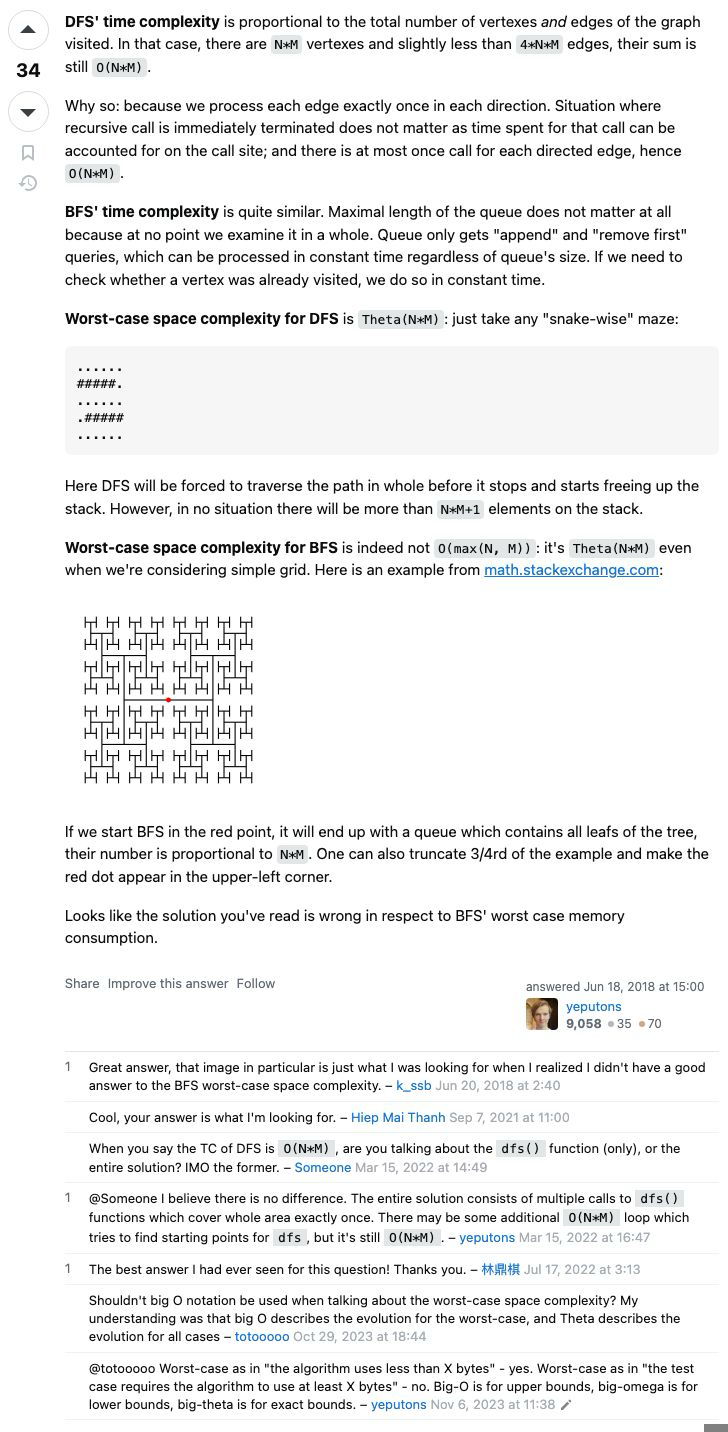 DFS' time complexity is proportional to the total number of vertexes and edges of the graph
visited. In that case, there are N*M vertexes and slightly less than 4*N*M edges, their sum is
34
still O(N*M) .
Why so: because we process each edge exactly once in each direction. Situation where
recursive call is immediately terminated does not matter as time spent for that call can be
accounted for on the call site; and there is at most once call for each directed edge, hence
O(N*M) .
BFS' time complexity is quite similar. Maximal length of the queue does not matter at all
because at no point we examine it in a whole. Queue only gets "append" and "remove first"
queries, which can be processed in constant time regardless of queue's size. If we need to
check whether a vertex was already visited, we do so in constant time.
Worst-case space complexity for DFS is Theta(N*M) : just take any "snake-wise" maze:
......
#####.
......
.#####
......
Here DFS will be forced to traverse the path in whole before it stops and starts freeing up the
stack. However, in no situation there will be more than N*M+1 elements on the stack.
Worst-case space complexity for BFS is indeed not O(max(N, M)) : it's Theta(N*M) even
when we're considering simple grid. Here is an example from math.stackexchange.com:
If we start BFS in the red point, it will end up with a queue which contains all leafs of the tree,
their number is proportional to N*M . One can also truncate 3/4rd of the example and make the
red dot appear in the upper-left corner.
Looks like the solution you've read is wrong in respect to BFS' worst case memory
consumption.
Share Improve this answer Follow
answered Jun 18, 2018 at 15:00
yeputons
9,058 35 70
1 Great answer, that image in particular is just what I was looking for when I realized I didn't have a good
answer to the BFS worst-case space complexity. – k_ssb Jun 20, 2018 at 2:40
Cool, your answer is what I'm looking for. – Hiep Mai Thanh Sep 7, 2021 at 11:00
When you say the TC of DFS is O(N*M) , are you talking about the dfs() function (only), or the
entire solution? IMO the former. – Someone Mar 15, 2022 at 14:49
1 @Someone I believe there is no difference. The entire solution consists of multiple calls to dfs()
functions which cover whole area exactly once. There may be some additional O(N*M) loop which
tries to find starting points for dfs , but it's still O(N*M) . – yeputons Mar 15, 2022 at 16:47
1 The best answer I had ever seen for this question! Thank you. – 林鼎棋 Jul 17, 2022 at 3:13
Shouldn't big O notation be used when talking about the worst-case space complexity? My
understanding was that big O describes the evolution for the worst-case, and Theta describes the
evolution for all cases – totooooo Oct 29, 2023 at 18:44
@totooooo Worst-case as in "the algorithm uses less than X bytes" - yes. Worst-case as in "the test
case requires the algorithm to use at least X bytes" - no. Big-O is for upper bounds, big-omega is for
lower bounds, big-theta is for exact bounds. – yeputons Nov 6, 2023 at 11:38